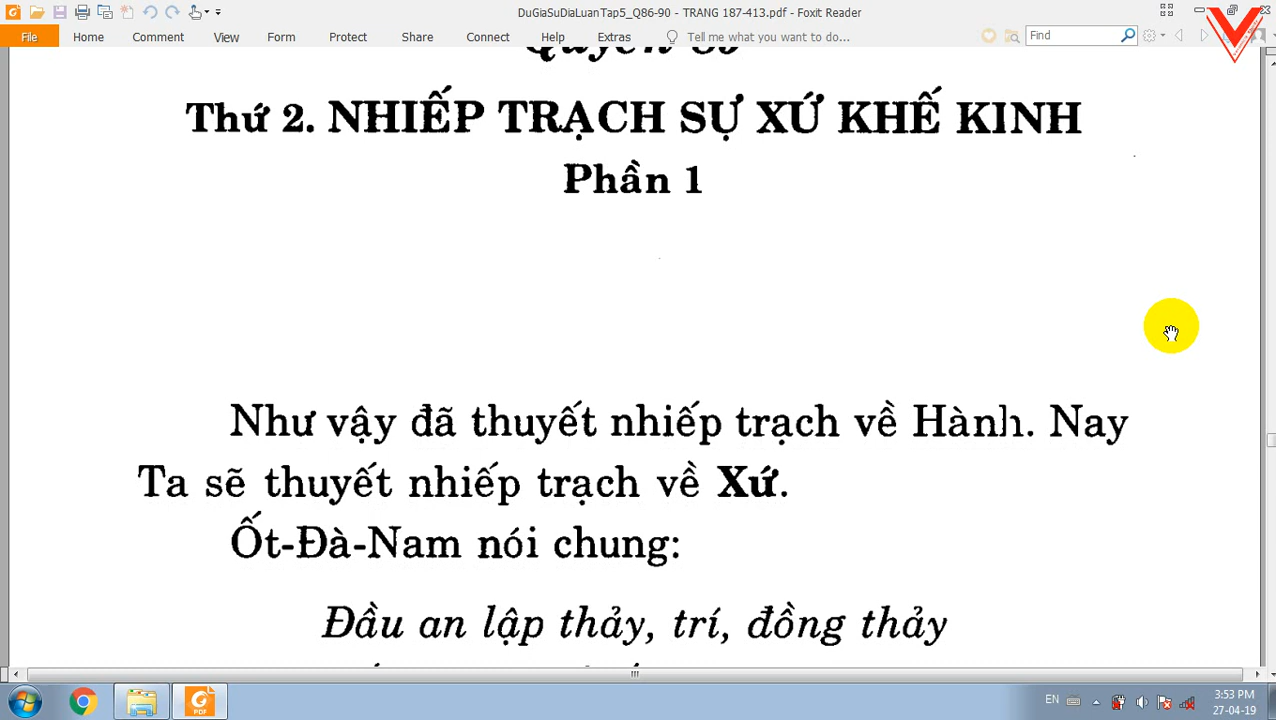 DuGiaSuDiaLuanTap5_Q86-90 - TRANG 187-413.pdf - Foxit Reader
File Home Comment View Form Protect Share Connect Help Extras Tell me what you want to do... Find
Thứ 2. NHIẾP TRẠCH SỰ XỨ KHẾ KINH
Phần 1
Như vậy đã thuyết nhiếp trạch về Hành. Nay
Ta sẽ thuyết nhiếp trạch về Xứ.
Ốt-Đà-Nam nói chung:
Đầu an lập thảy, trí, đồng thảy
EN 3:53 PM
27-04-19